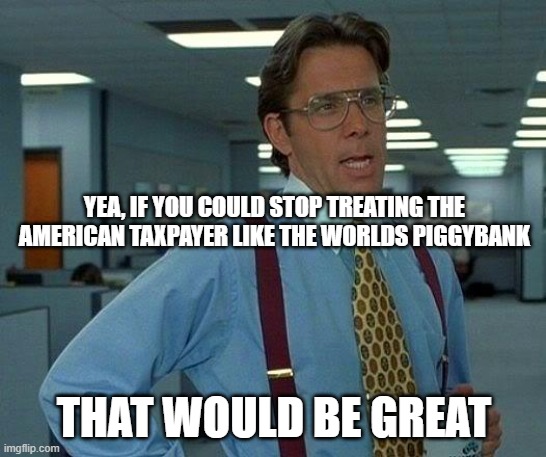 YEA, IF YOU COULD STOP TREATING THE
AMERICAN TAXPAYER LIKE THE WORLDS PIGGYBANK
THAT WOULD BE GREAT
imgflip.com